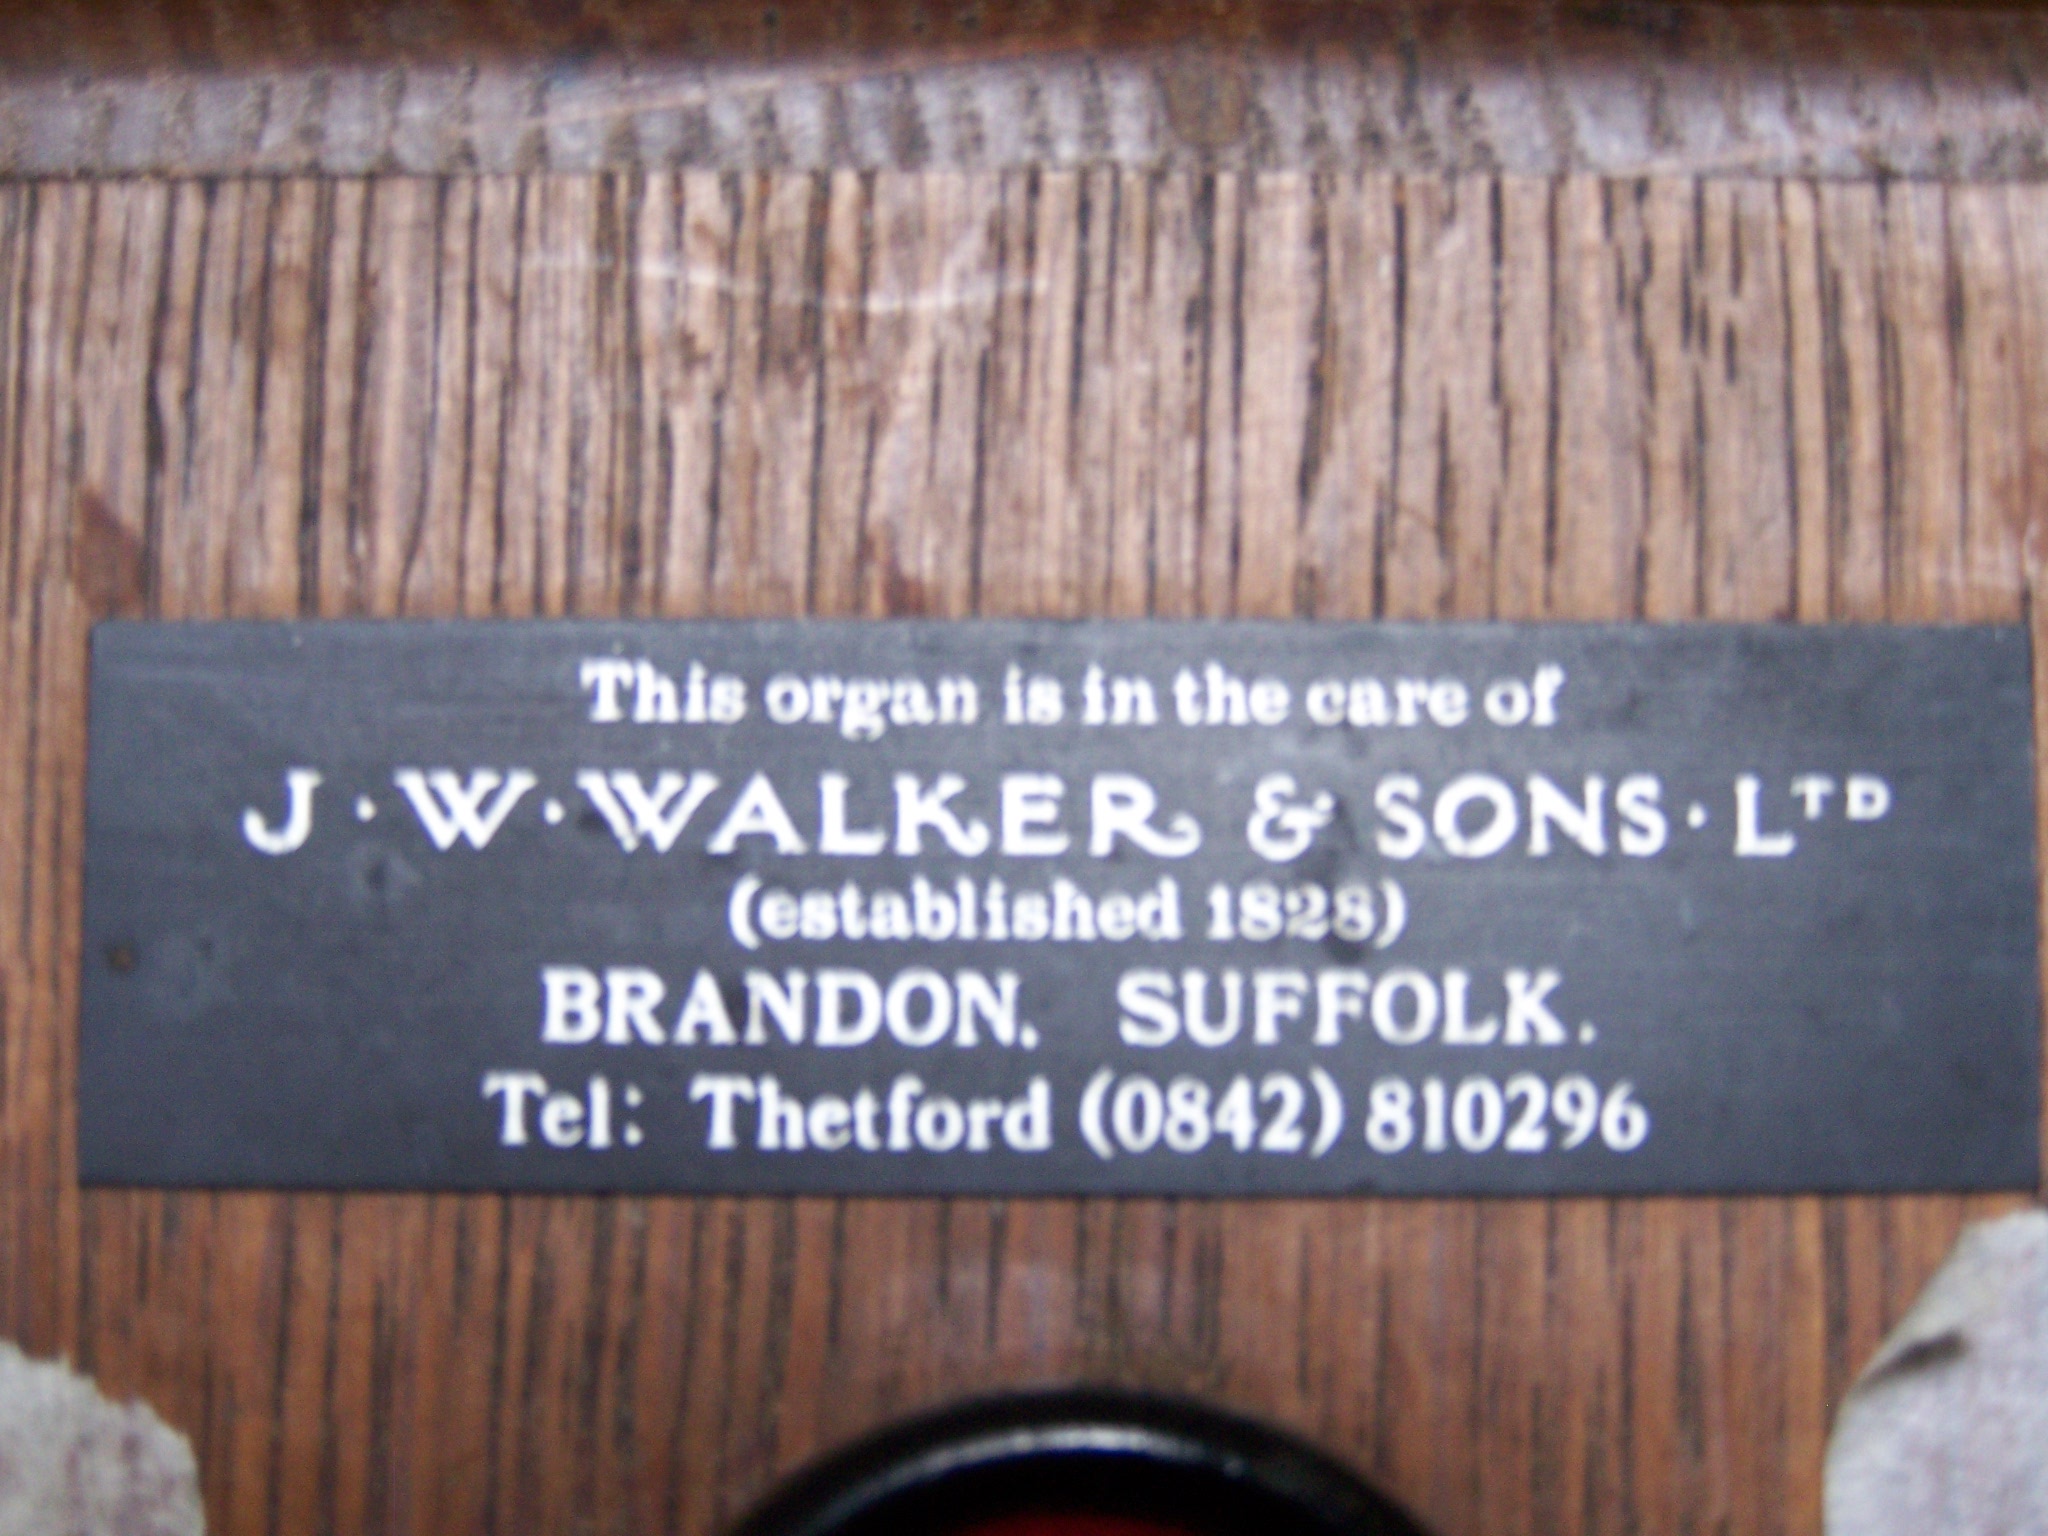 This organ is in the care of
J·W·WALKER & SONS·LTD
(established 1828)
BRANDON, SUFFOLK.
Tel: Thetford (0842) 810296